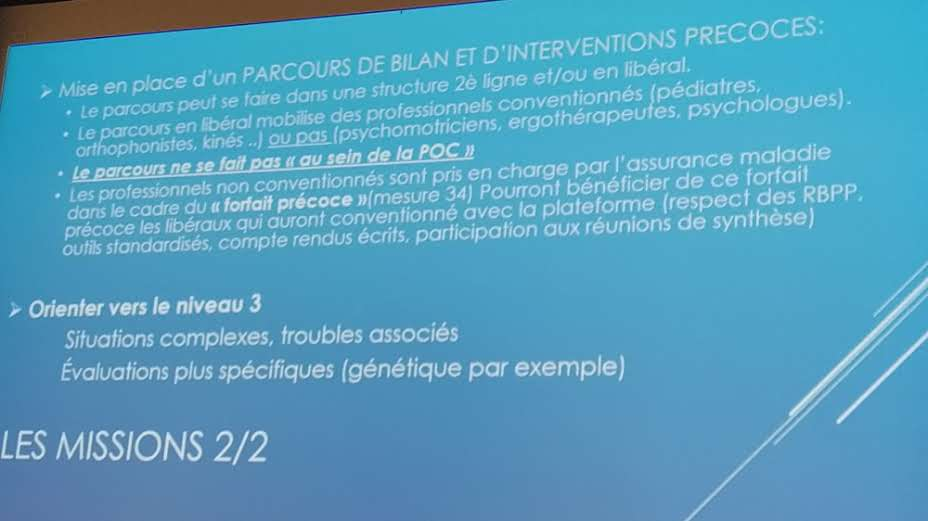 ➢ Mise en place d'un PARCOURS DE BILAN ET D'INTERVENTIONS PRECOCES:
• Le parcours peut se faire dans une structure 2è ligne et/ou en libéral.
• Le parcours en libéral mobilise des professionnels conventionnés (pédiatres,
orthophonistes, kinés ..) ou pas (psychomotriciens, ergothérapeutes, psychologues).
• Le parcours ne se fait pas « au sein de la POC »
• Les professionnels non conventionnés sont pris en charge par l'assurance maladie
dans le cadre du « forfait précoce »(mesure 34) Pourront bénéficier de ce forfait
précoce les libéraux qui auront conventionné avec la plateforme (respect des RBPP,
outils standardisés, compte rendus écrits, participation aux réunions de synthèse)
➢ Orienter vers le niveau 3
Situations complexes, troubles associés
Évaluations plus spécifiques (génétique par exemple)
LES MISSIONS 2/2